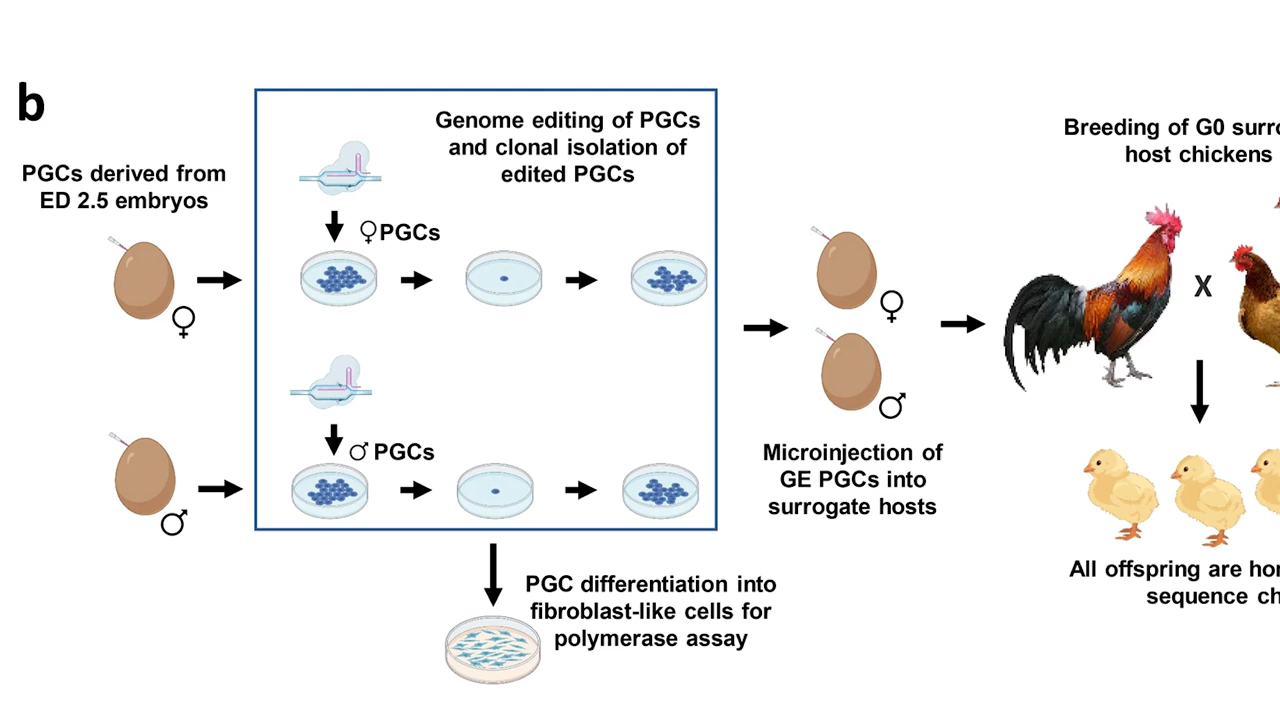 b
PGCs derived from
ED 2.5 embryos
♀
♂
Genome editing of PGCs
and clonal isolation of
edited PGCs
♀PGCs
♂ PGCs
PGC differentiation into
fibroblast-like cells for
polymerase assay
♀
♂
Microinjection of
GE PGCs into
surrogate hosts
Breeding of G0
host chickens
X
All offspring are
sequence